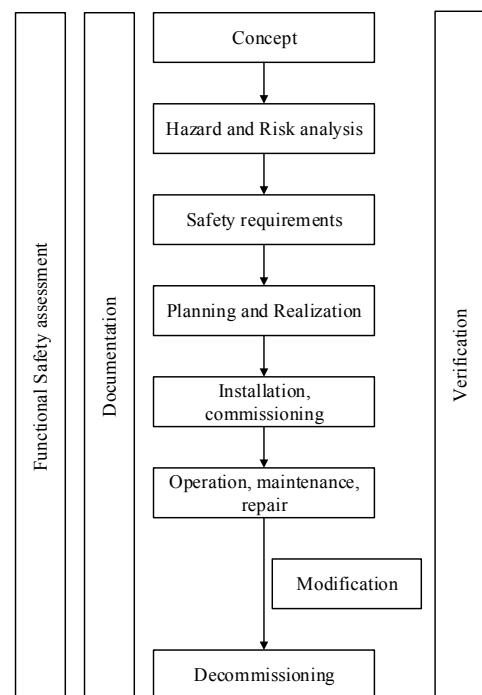 Functional Safety assessment
Documentation
Concept
Hazard and Risk analysis
Safety requirements
Planning and Realization
Installation,
commissioning
Operation, maintenance,
repair
Modification
Decommissioning
Verification